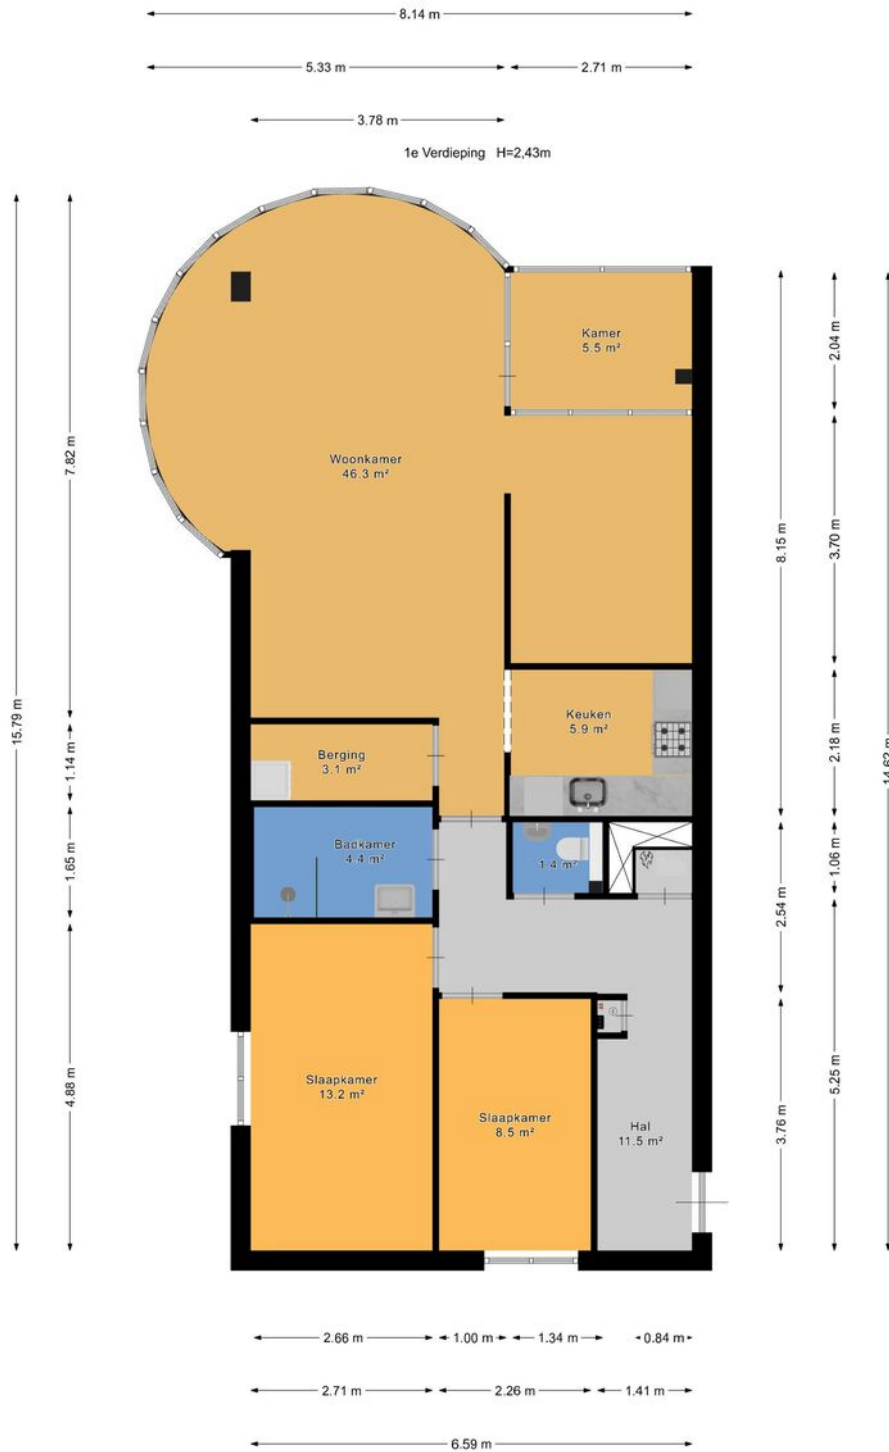 8.14 m
5.33 m
2.71 m
3.78 m
1e Verdieping H=2,43m
Kamer
5.5 m²
2.04 m
7.82 m
Woonkamer
46.3 m²
8.15 m
3.70 m
15.79 m
14.62 m
Keuken
5.9 m²
2.18 m
Berging
3.1 m²
1.14 m
Badkamer
4.4 m²
1.65 m
1.4 m²
1.06 m
2.54 m
Slaapkamer
13.2 m²
4.88 m
Slaapkamer
8.5 m²
Hal
11.5 m²
3.76 m
5.25 m
2.66 m
1.00 m
1.34 m
0.84 m
2.71 m
2.26 m
1.41 m
6.59 m